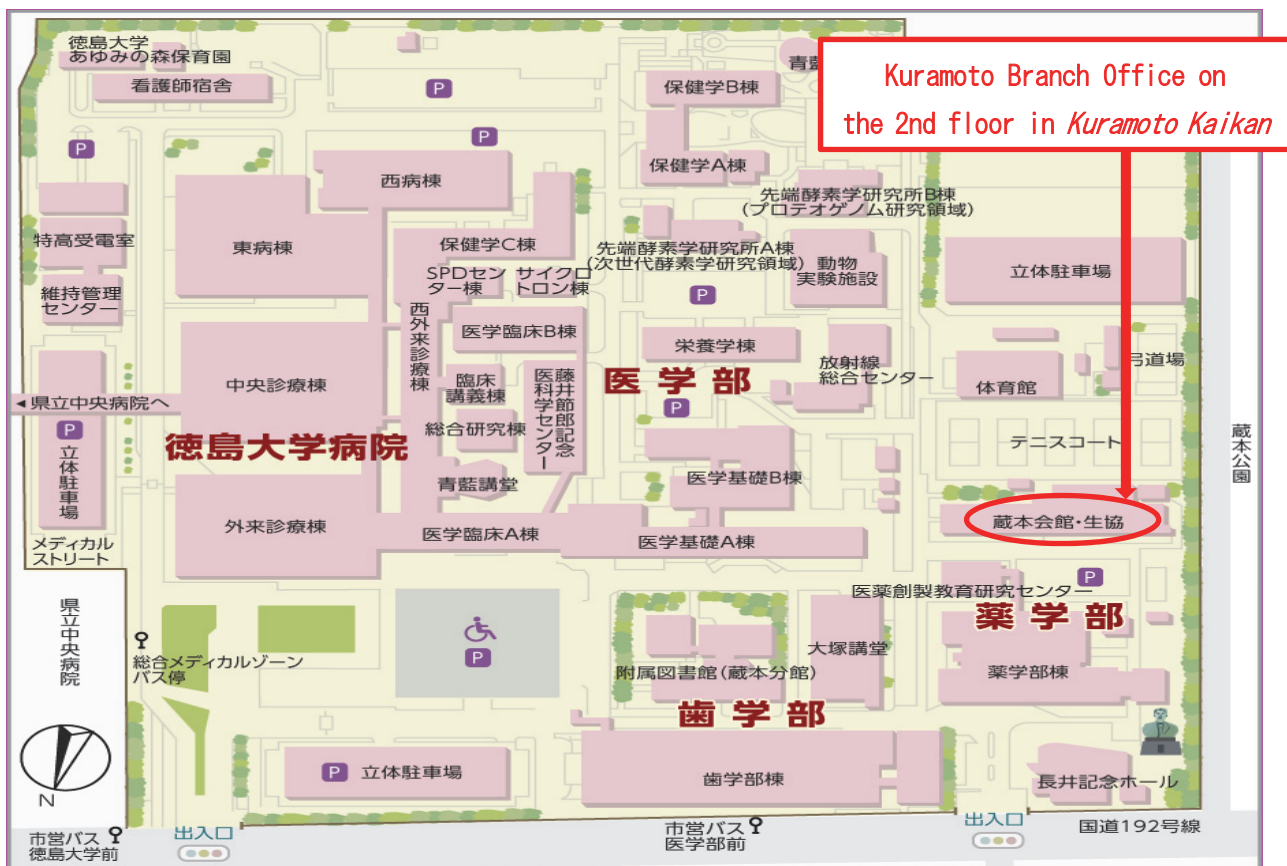 徳島大学
あゆみの森保育園
看護師宿舎
P
P
P
保健学B棟
青藍
Kuramoto Branch Office on
the 2nd floor in Kuramoto Kaikan
保健学A棟
西病棟
先端酵素学研究所B棟
(プロテオゲノム研究領域)
特高受電室
東病棟
保健学C棟
先端酵素学研究所A棟
(次世代酵素学研究領域)
動物
実験施設
立体駐車場
維持管理
センター
SPDセン
ター棟
サイクロ
トロン棟
P
西外来診療棟
医学臨床B棟
栄養学棟
放射線
総合センター
弓道場
体育館
中央診療棟
臨床
講義棟
藤井節郎記念
医科学センター
医学部
◀県立中央病院へ
P
立体駐車場
P
総合研究棟
徳島大学病院
テニスコート
蔵本公園
青藍講堂
医学基礎B棟
外来診療棟
医学臨床A棟
医学基礎A棟
蔵本会館・生協
メディカル
ストリート
医薬創製教育研究センター
P
薬学部
県立中央病院
総合メディカルゾーン
バス停
P
附属図書館(蔵本分館)
大塚講堂
薬学部棟
歯学部
N
P 立体駐車場
歯学部棟
長井記念ホール
市営バス
徳島大学前
出入口
市営バス
医学部前
出入口
国道192号線